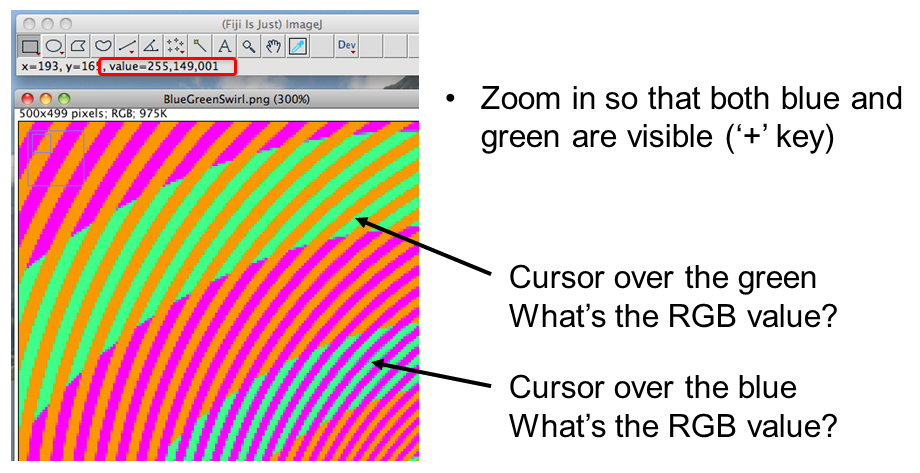 (Fiji Is Just) ImageJ
A
Dev
x=193, y=165, value=255,149,001
BlueGreenSwirl.png (300%)
500x499 pixels; RGB; 975K
• Zoom in so that both blue and
green are visible (‘+’ key)
Cursor over the green
What’s the RGB value?
Cursor over the blue
What’s the RGB value?